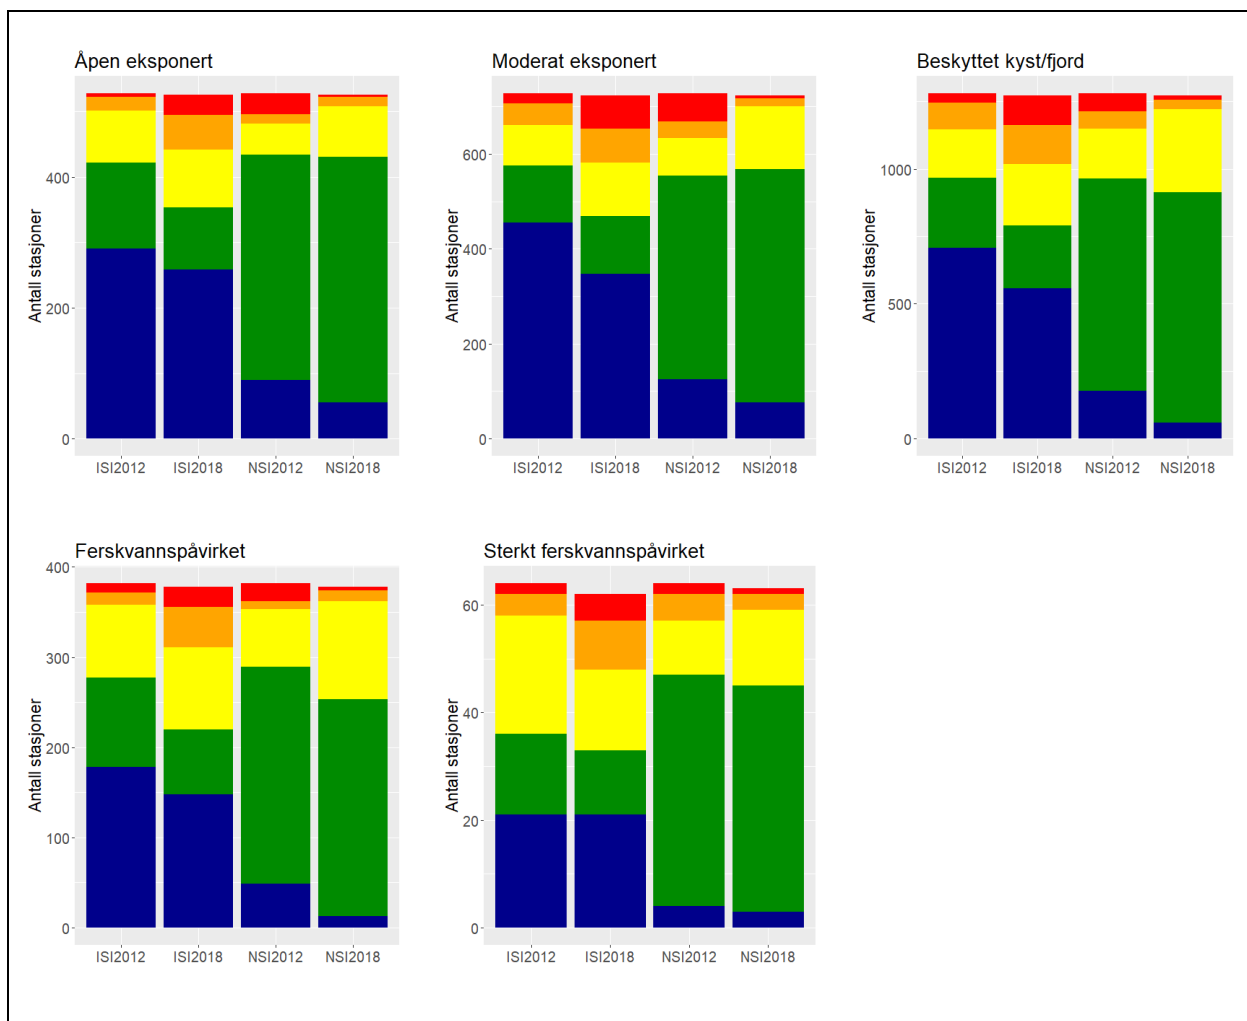 Åpen eksponert
Antall stasjoner
400
200
0
ISI2012 ISI2018 NSI2012 NSI2018
Moderat eksponert
Antall stasjoner
600
400
200
0
ISI2012 ISI2018 NSI2012 NSI2018
Beskyttet kyst/fjord
Antall stasjoner
1000
500
0
ISI2012 ISI2018 NSI2012 NSI2018
Ferskvannspåvirket
Antall stasjoner
400
300
200
100
0
ISI2012 ISI2018 NSI2012 NSI2018
Sterkt ferskvannspåvirket
Antall stasjoner
60
40
20
0
ISI2012 ISI2018 NSI2012 NSI2018